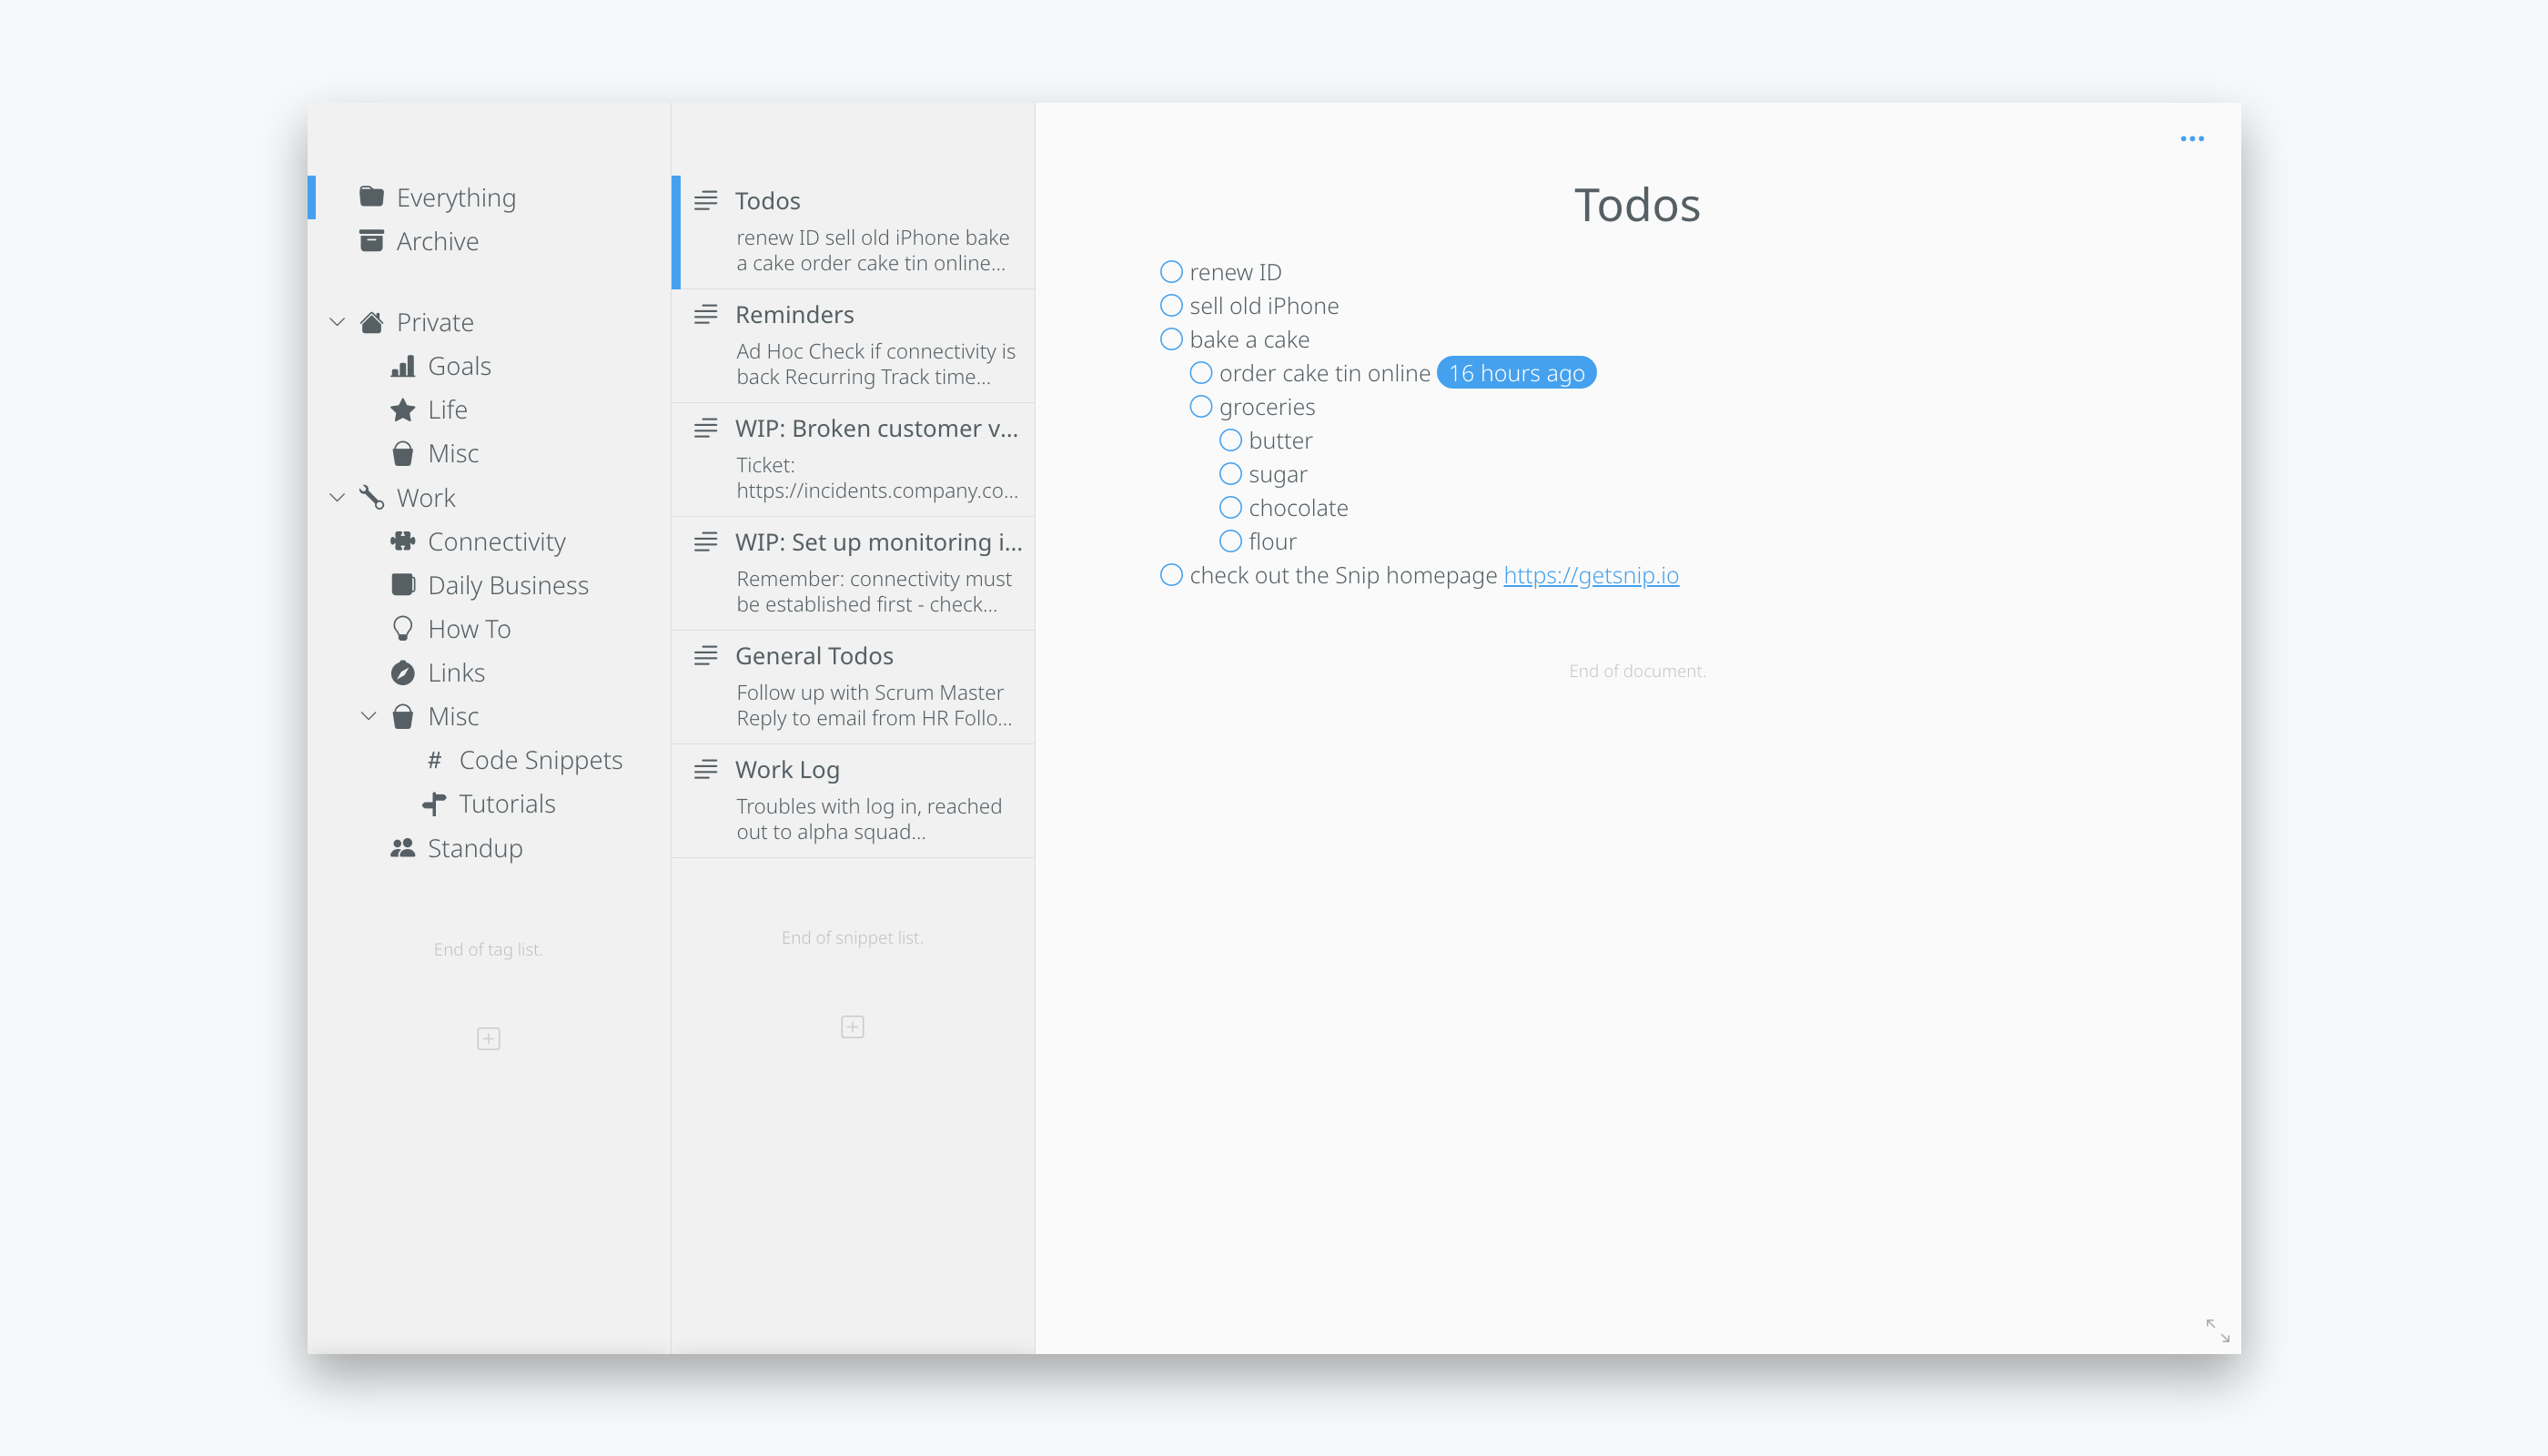 Everything
Archive
Private
Goals
Life
Misc
Work
Connectivity
Daily Business
How To
Links
Misc
# Code Snippets
Tutorials
Standup
End of tag list.
Todos
renew ID sell old iPhone bake
a cake order cake tin online...
Reminders
Ad Hoc Check if connectivity is
back Recurring Track time...
WIP: Broken customer v...
Ticket:
https://incidents.company.co...
WIP: Set up monitoring i...
Remember: connectivity must
be established first - check...
General Todos
Follow up with Scrum Master
Reply to email from HR Follo...
Work Log
Troubles with log in, reached
out to alpha squad...
End of snippet list.
Todos
renew ID
sell old iPhone
bake a cake
order cake tin online 16 hours ago
groceries
butter
sugar
chocolate
flour
check out the Snip homepage https://getsnip.io
End of document.